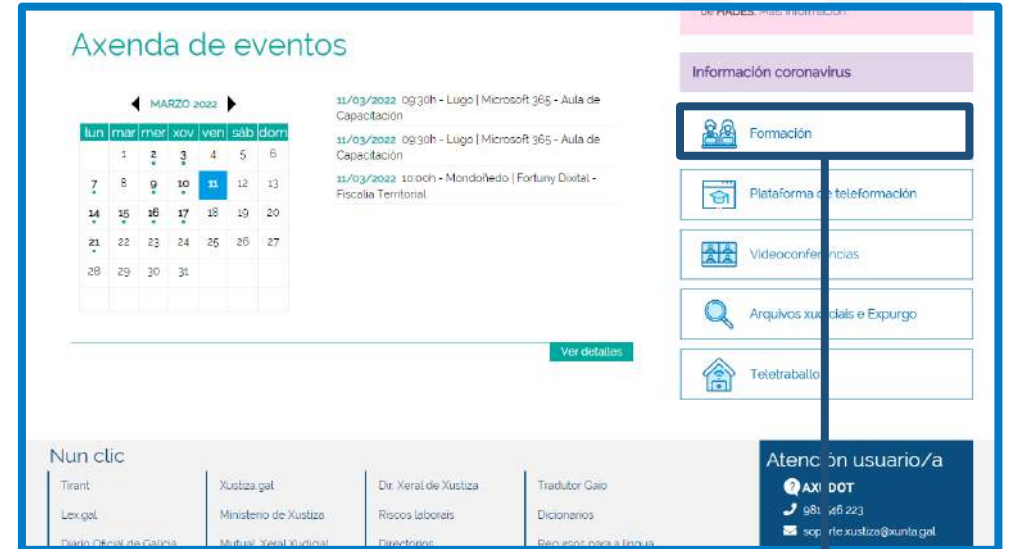 Axenda de eventos
MARZO 2022
lun mar mer xov ven sáb dom
1 2 3 4 5 6
7 8 9 10 11 12 13
14 15 16 17 18 19 20
21 22 23 24 25 26 27
28 29 30 31
11/03/2022 09:30h - Lugo | Microsoft 365 - Aula de
Capacitación
11/03/2022 09:30h - Lugo | Microsoft 365 - Aula de
Capacitación
11/03/2022 10:00h - Mondoñedo | Fortuny Dixital -
Fiscalia Territorial
Ver detalles
de HADES. Mais información.
Información coronavirus
Formación
Plataforma de teleformación
Videoconferencias
Arquivos xudiciais e Expurgo
Teletraballo
Nun clic
Tirant
Lex.gal
Diario Oficial de Galicia
Xustiza.gal
Ministerio de Xustiza
Mutual. Xeral Xudicial
Dir. Xeral de Xustiza
Riscos laborais
Directorios
Tradutor Gaio
Dicionarios
Recursos para a lingua
Atención usuario/a
981 546 223
soporte.xustiza@xunta.gal